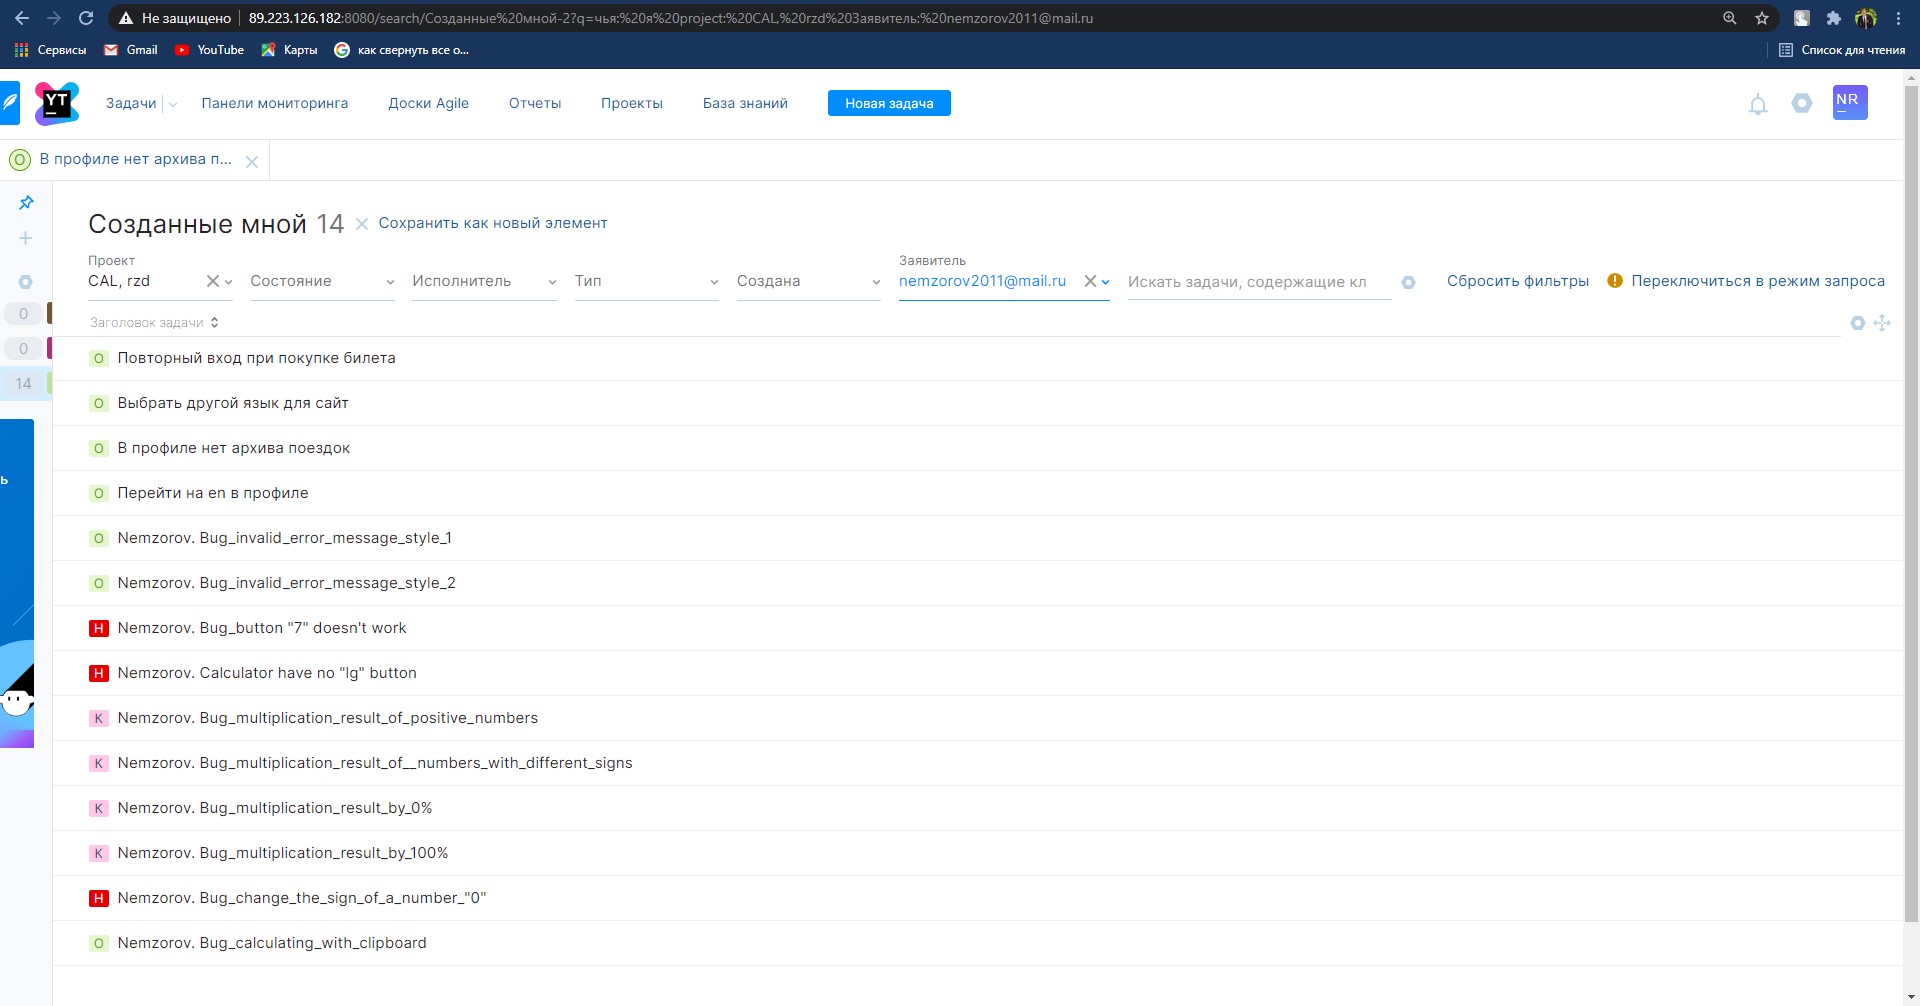 Не защищено 89.223.126.182:8080/search/Созданные%20мной-2?q=чья:%20я%20project:%20CAL,%20rzd%20Заявитель:%20nemzorov2011@mail.ru
Сервисы Gmail YouTube Карты как свернуть все о... Список для чтения
YT Задачи Панели мониторинга Доски Agile Отчеты Проекты База знаний Новая задача NR
O В профиле нет архива п...
Созданные мной 14 Сохранить как новый элемент
Проект Заявитель
CAL, rzd Состояние Исполнитель Тип Создана nemzorov2011@mail.ru Искать задачи, содержащие кл Сбросить фильтры Переключиться в режим запроса
Заголовок задачи
0
0
14
ь
O Повторный вход при покупке билета
O Выбрать другой язык для сайт
O В профиле нет архива поездок
O Перейти на en в профиле
O Nemzorov. Bug_invalid_error_message_style_1
O Nemzorov. Bug_invalid_error_message_style_2
Н Nemzorov. Bug_button "7" doesn't work
Н Nemzorov. Calculator have no "lg" button
К Nemzorov. Bug_multiplication_result_of_positive_numbers
К Nemzorov. Bug_multiplication_result_of__numbers_with_different_signs
К Nemzorov. Bug_multiplication_result_by_0%
К Nemzorov. Bug_multiplication_result_by_100%
Н Nemzorov. Bug_change_the_sign_of_a_number_"0"
O Nemzorov. Bug_calculating_with_clipboard